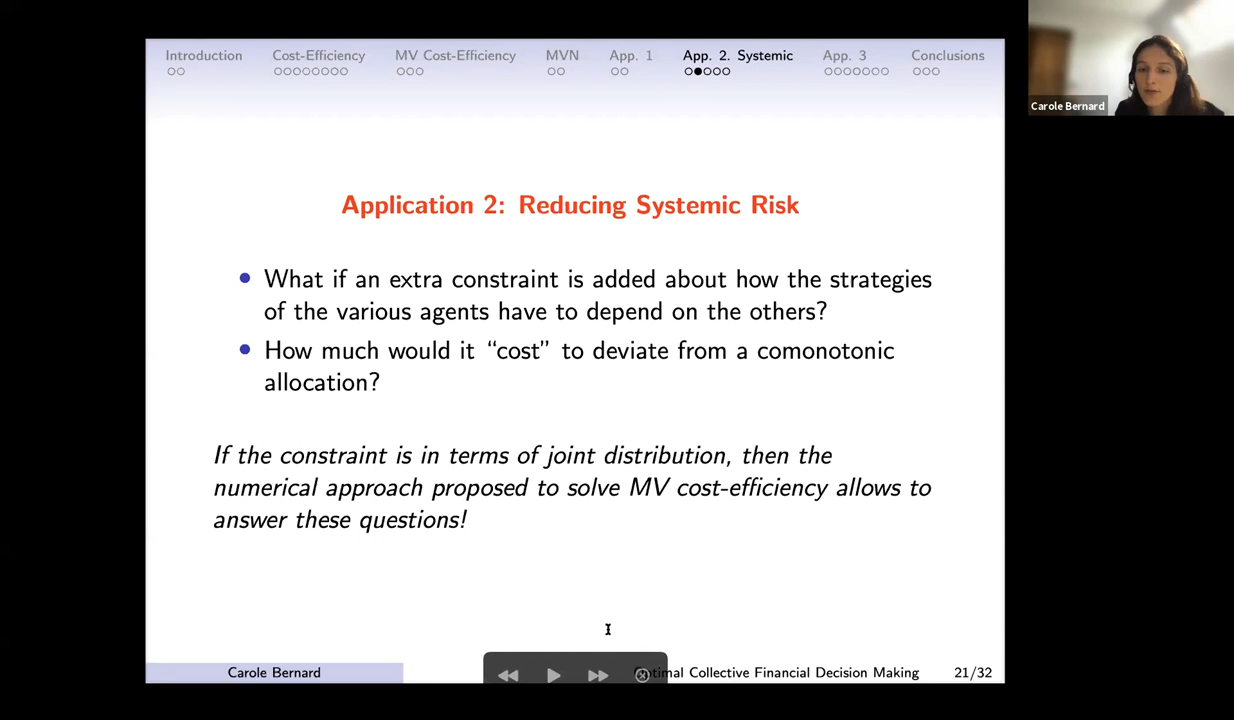 Introduction Cost-Efficiency MV Cost-Efficiency MVN App. 1 App. 2. Systemic App. 3 Conclusions
Carole Bernard
Application 2: Reducing Systemic Risk
What if an extra constraint is added about how the strategies
of the various agents have to depend on the others?
How much would it “cost” to deviate from a comonotonic
allocation?
If the constraint is in terms of joint distribution, then the
numerical approach proposed to solve MV cost-efficiency allows to
answer these questions!
Carole Bernard Collective Financial Decision Making 21/32